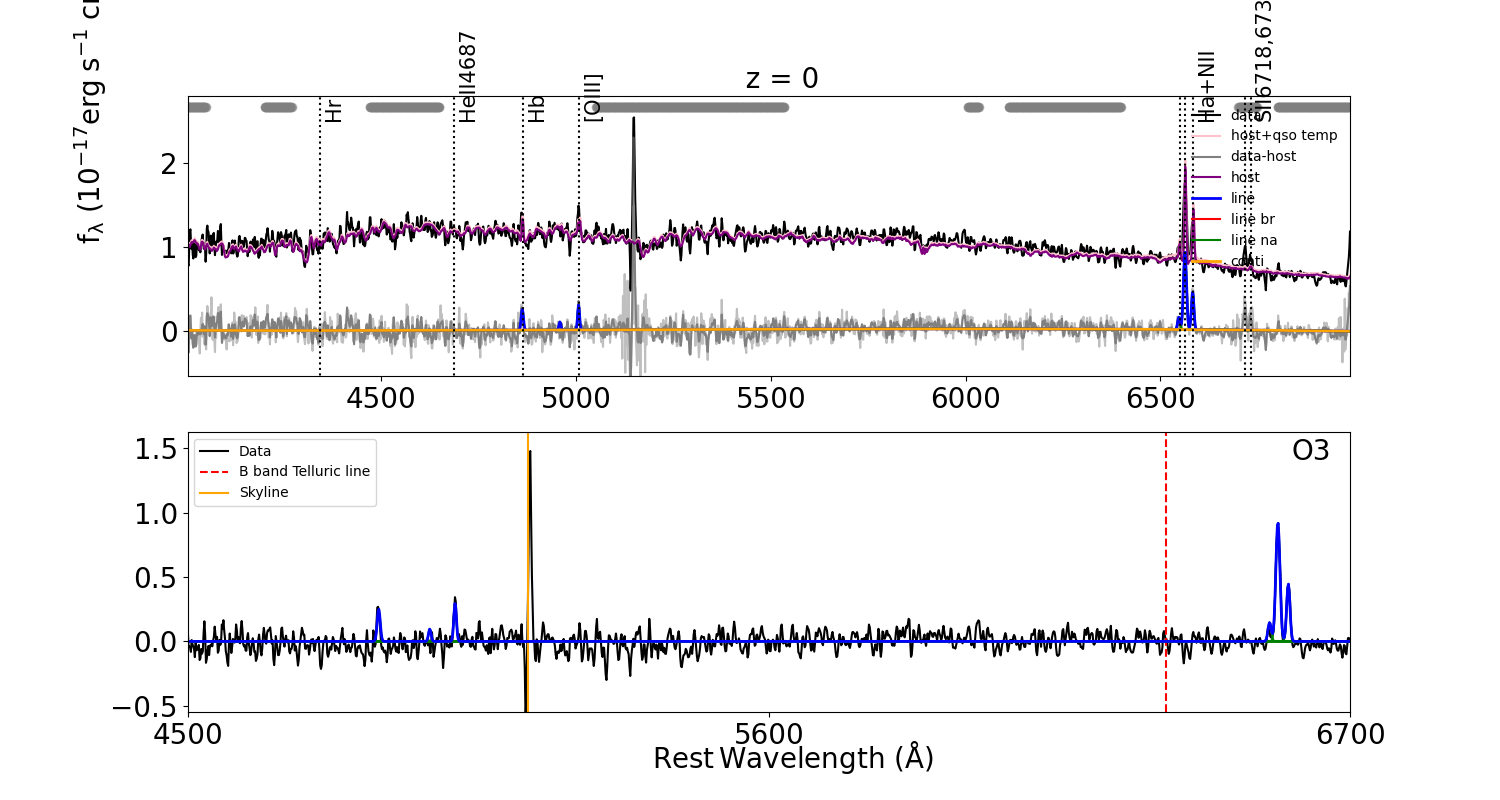 z = 0
fλ (10−17erg s−1 c
Hr
HeII4687
Hb
[OIII]
Ha+NII
SII6718,673
data
host+qso temp
data-host
host
line
line br
line na
conti
2
1
0
4500 5000 5500 6000 6500
O3
Data
B band Telluric line
Skyline
1.5
1.0
0.5
0.0
−0.5
4500 5600 6700
Rest Wavelength (Å)